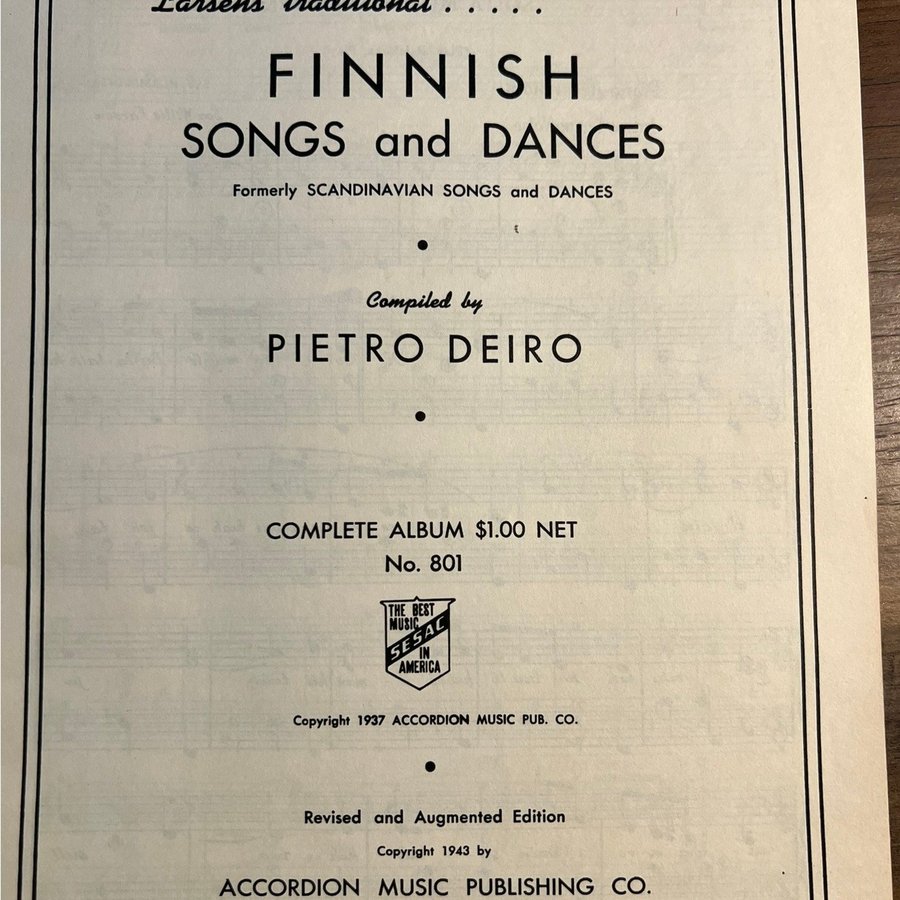 Larsen's Traditional . . . . .
FINNISH
SONGS and DANCES
Formerly SCANDINAVIAN SONGS and DANCES
•
Compiled by
PIETRO DEIRO
•
COMPLETE ALBUM $1.00 NET
No. 801
THE BEST
MUSIC
SESAC
IN
AMERICA
Copyright 1937 ACCORDION MUSIC PUB. CO.
•
Revised and Augmented Edition
Copyright 1943 by
ACCORDION MUSIC PUBLISHING CO.